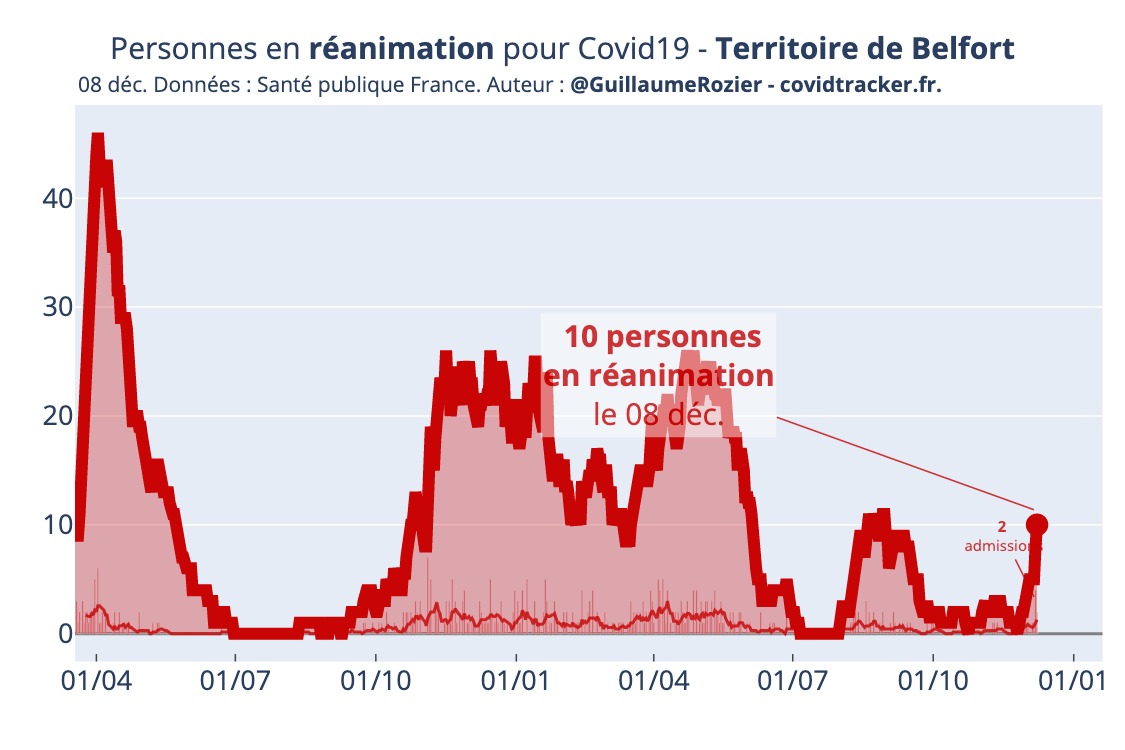 Personnes en réanimation pour Covid19 - Territoire de Belfort
08 déc. Données : Santé publique France. Auteur : @GuillaumeRozier - covidtracker.fr.
40
30
20
10
0
10 personnes
en réanimation
le 08 déc.
2
admissions
01/04
01/07
01/10
01/01
01/04
01/07
01/10
01/01